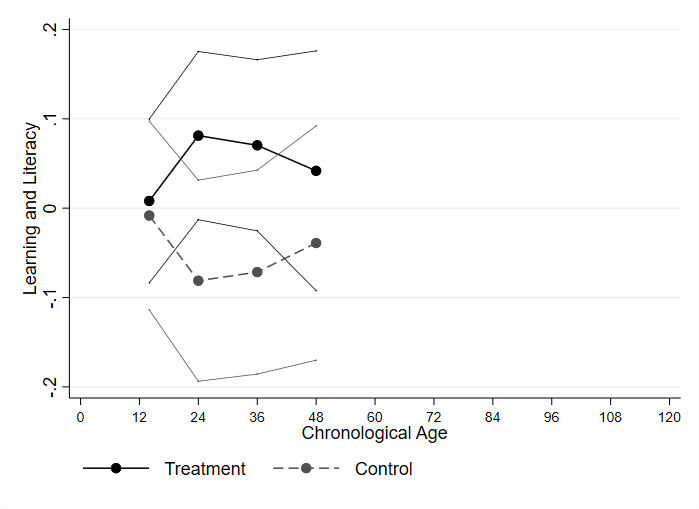 .2
.1
0
-.1
-.2
Learning and Literacy
0 12 24 36 48 60 72 84 96 108 120
Chronological Age
Treatment Control